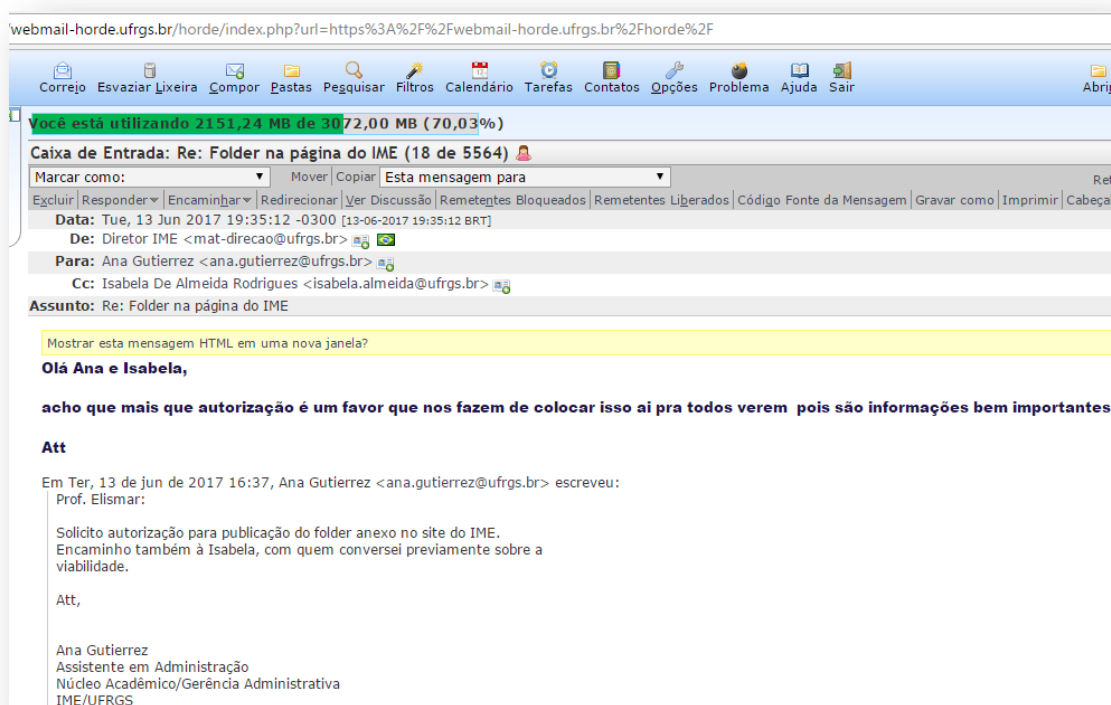 webmail-horde.ufrgs.br/horde/index.php?url=https%3A%2F%2Fwebmail-horde.ufrgs.br%2Fhorde%2F
Correio Esvaziar Lixeira Compor Pastas Pesquisar Filtros Calendário Tarefas Contatos Opções Problema Ajuda Sair
Você está utilizando 2151,24 MB de 3072,00 MB (70,03%)
Caixa de Entrada: Re: Folder na página do IME (18 de 5564)
Marcar como: Mover Copiar Esta mensagem para
Excluir Responder Encaminhar Redirecionar Ver Discussão Remetentes Bloqueados Remetentes Liberados Código Fonte da Mensagem Gravar como Imprimir
Data: Tue, 13 Jun 2017 19:35:12 -0300 [13-06-2017 19:35:12 BRT]
De: Diretor IME <mat-direcao@ufrgs.br>
Para: Ana Gutierrez <ana.gutierrez@ufrgs.br>
Cc: Isabela De Almeida Rodrigues <isabela.almeida@ufrgs.br>
Assunto: Re: Folder na página do IME
Mostrar esta mensagem HTML em uma nova janela?
Olá Ana e Isabela,
acho que mais que autorização é um favor que nos fazem de colocar isso ai pra todos verem pois são informações bem importantes
Att
Em Ter, 13 de jun de 2017 16:37, Ana Gutierrez <ana.gutierrez@ufrgs.br> escreveu:
Prof. Elismar:
Solicito autorização para publicação do folder anexo no site do IME.
Encaminho também à Isabela, com quem conversei previamente sobre a
viabilidade.
Att,
Ana Gutierrez
Assistente em Administração
Núcleo Acadêmico/Gerência Administrativa
IME/UFRGS